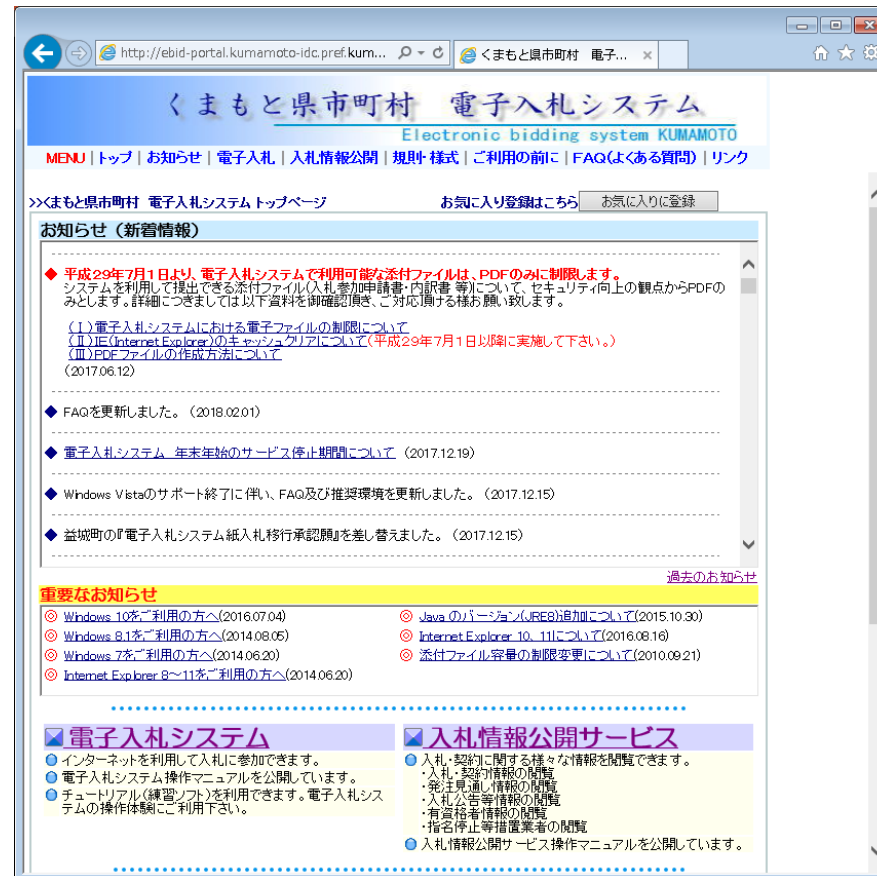 http://ebid-portal.kumamoto-idc.pref.kum...
くまもと県市町村 電子...
くまもと県市町村 電子入札システム
Electronic bidding system KUMAMOTO
MENU | トップ | お知らせ | 電子入札 | 入札情報公開 | 規則・様式 | ご利用の前に | FAQ(よくある質問) | リンク
>>くまもと県市町村 電子入札システム トップページ お気に入り登録はこちら お気に入りに登録
お知らせ（新着情報）
◆ 平成29年7月1日より、電子入札システムで利用可能な添付ファイルは、PDFのみに制限します。
システムを利用して提出できる添付ファイル(入札参加申請書・内訳書 等)について、セキュリティ向上の観点からPDFの
みとします。詳細につきましては以下資料を御確認頂き、ご対応頂ける様お願い致します。
(Ⅰ)電子入札システムにおける電子ファイルの制限について
(Ⅱ)IE(Internet Explorer)のキャッシュクリアについて(平成29年7月1日以降に実施して下さい。)
(Ⅲ)PDFファイルの作成方法について
(2017.06.12)
◆ FAQを更新しました。（2018.02.01）
◆ 電子入札システム 年末年始のサービス停止期間について （2017.12.19）
◆ Windows Vistaのサポート終了に伴い、FAQ及び推奨環境を更新しました。（2017.12.15）
◆ 益城町の『電子入札システム紙入札移行承認願』を差し替えました。（2017.12.15）
過去のお知らせ
重要なお知らせ
◎ Windows 10をご利用の方へ(2016.07.04)
◎ Windows 8.1をご利用の方へ(2014.08.05)
◎ Windows 7をご利用の方へ(2014.06.20)
◎ Internet Explorer 8～11をご利用の方へ(2014.06.20)
◎ Java のバージョン(JRE8)追加について(2015.10.30)
◎ Internet Explorer 10、11について(2016.08.16)
◎ 添付ファイル容量の制限変更について(2010.09.21)
電子入札システム
インターネットを利用して入札に参加できます。
電子入札システム操作マニュアルを公開しています。
チュートリアル(練習ソフト)を利用できます。電子入札シス
テムの操作体験にご利用下さい。
入札情報公開サービス
入札・契約に関する様々な情報を閲覧できます。
・入札・契約情報の閲覧
・発注見通し情報の閲覧
・入札公告等情報の閲覧
・有資格者情報の閲覧
・指名停止等措置業者の閲覧
入札情報公開サービス操作マニュアルを公開しています。